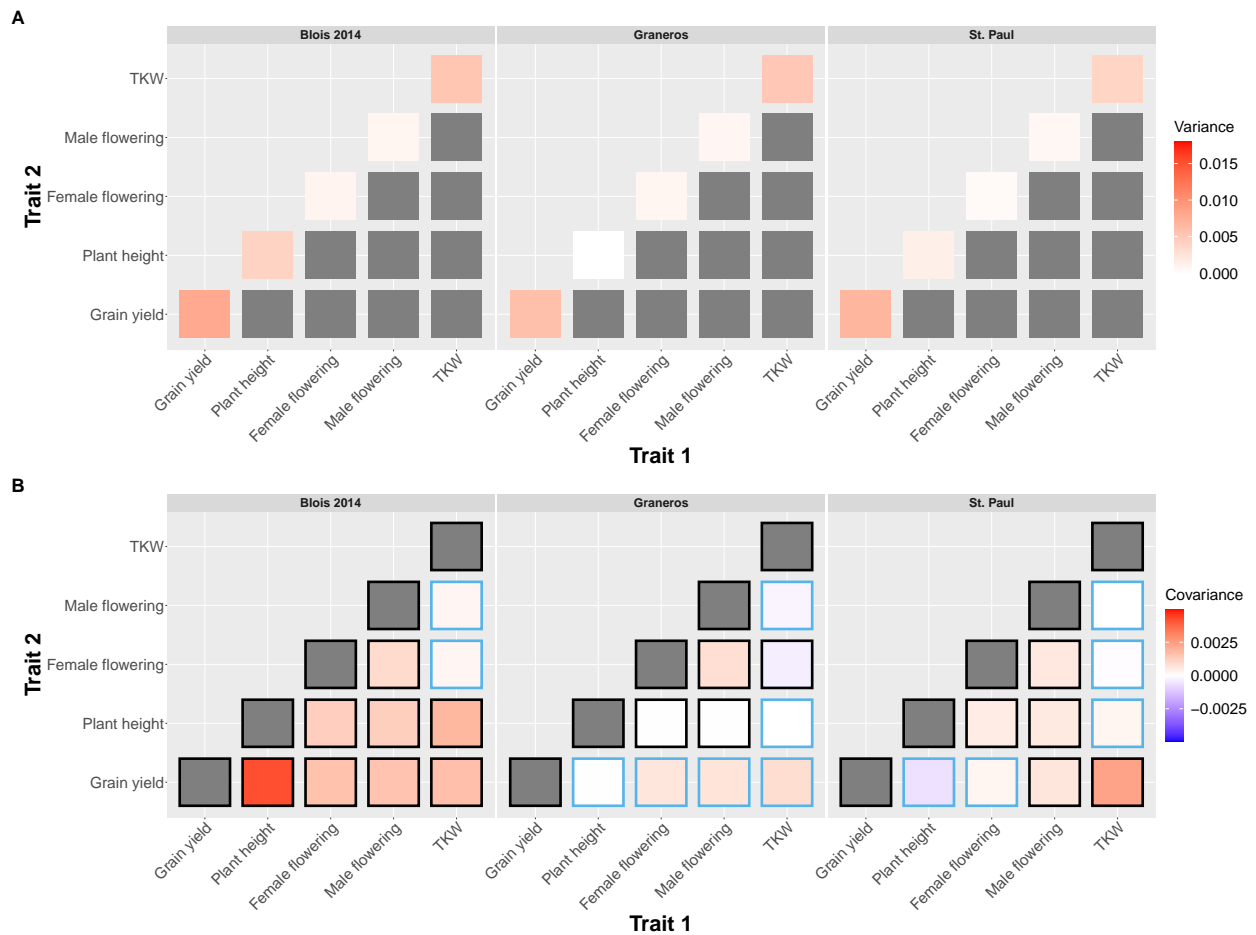 A
Blois 2014
Graneros
St. Paul
TKW
Male flowering
Female flowering
Plant height
Grain yield
Trait 2
Grain yield
Plant height
Female flowering
Male flowering
TKW
Grain yield
Plant height
Female flowering
Male flowering
TKW
Grain yield
Plant height
Female flowering
Male flowering
TKW
Trait 1
Variance
0.015
0.010
0.005
0.000
B
Blois 2014
Graneros
St. Paul
TKW
Male flowering
Female flowering
Plant height
Grain yield
Trait 2
Grain yield
Plant height
Female flowering
Male flowering
TKW
Grain yield
Plant height
Female flowering
Male flowering
TKW
Grain yield
Plant height
Female flowering
Male flowering
TKW
Trait 1
Covariance
0.0025
0.0000
−0.0025